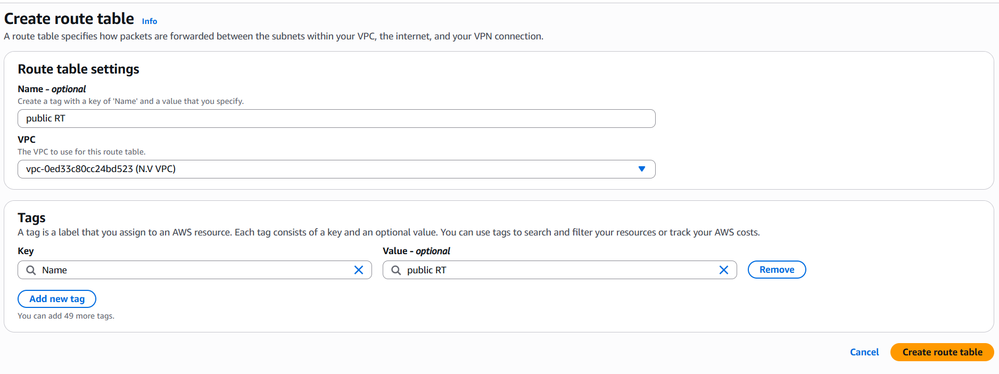 Create route table Info
A route table specifies how packets are forwarded between the subnets within your VPC, the internet, and your VPN connection.
Route table settings
Name - optional
Create a tag with a key of 'Name' and a value that you specify.
public RT
VPC
The VPC to use for this route table.
vpc-0ed33c80cc24bd523 (N.V VPC)
Tags
A tag is a label that you assign to an AWS resource. Each tag consists of a key and an optional value. You can use tags to search and filter your resources or track your AWS costs.
Key Value - optional
Name public RT Remove
Add new tag
You can add 49 more tags.
Cancel Create route table